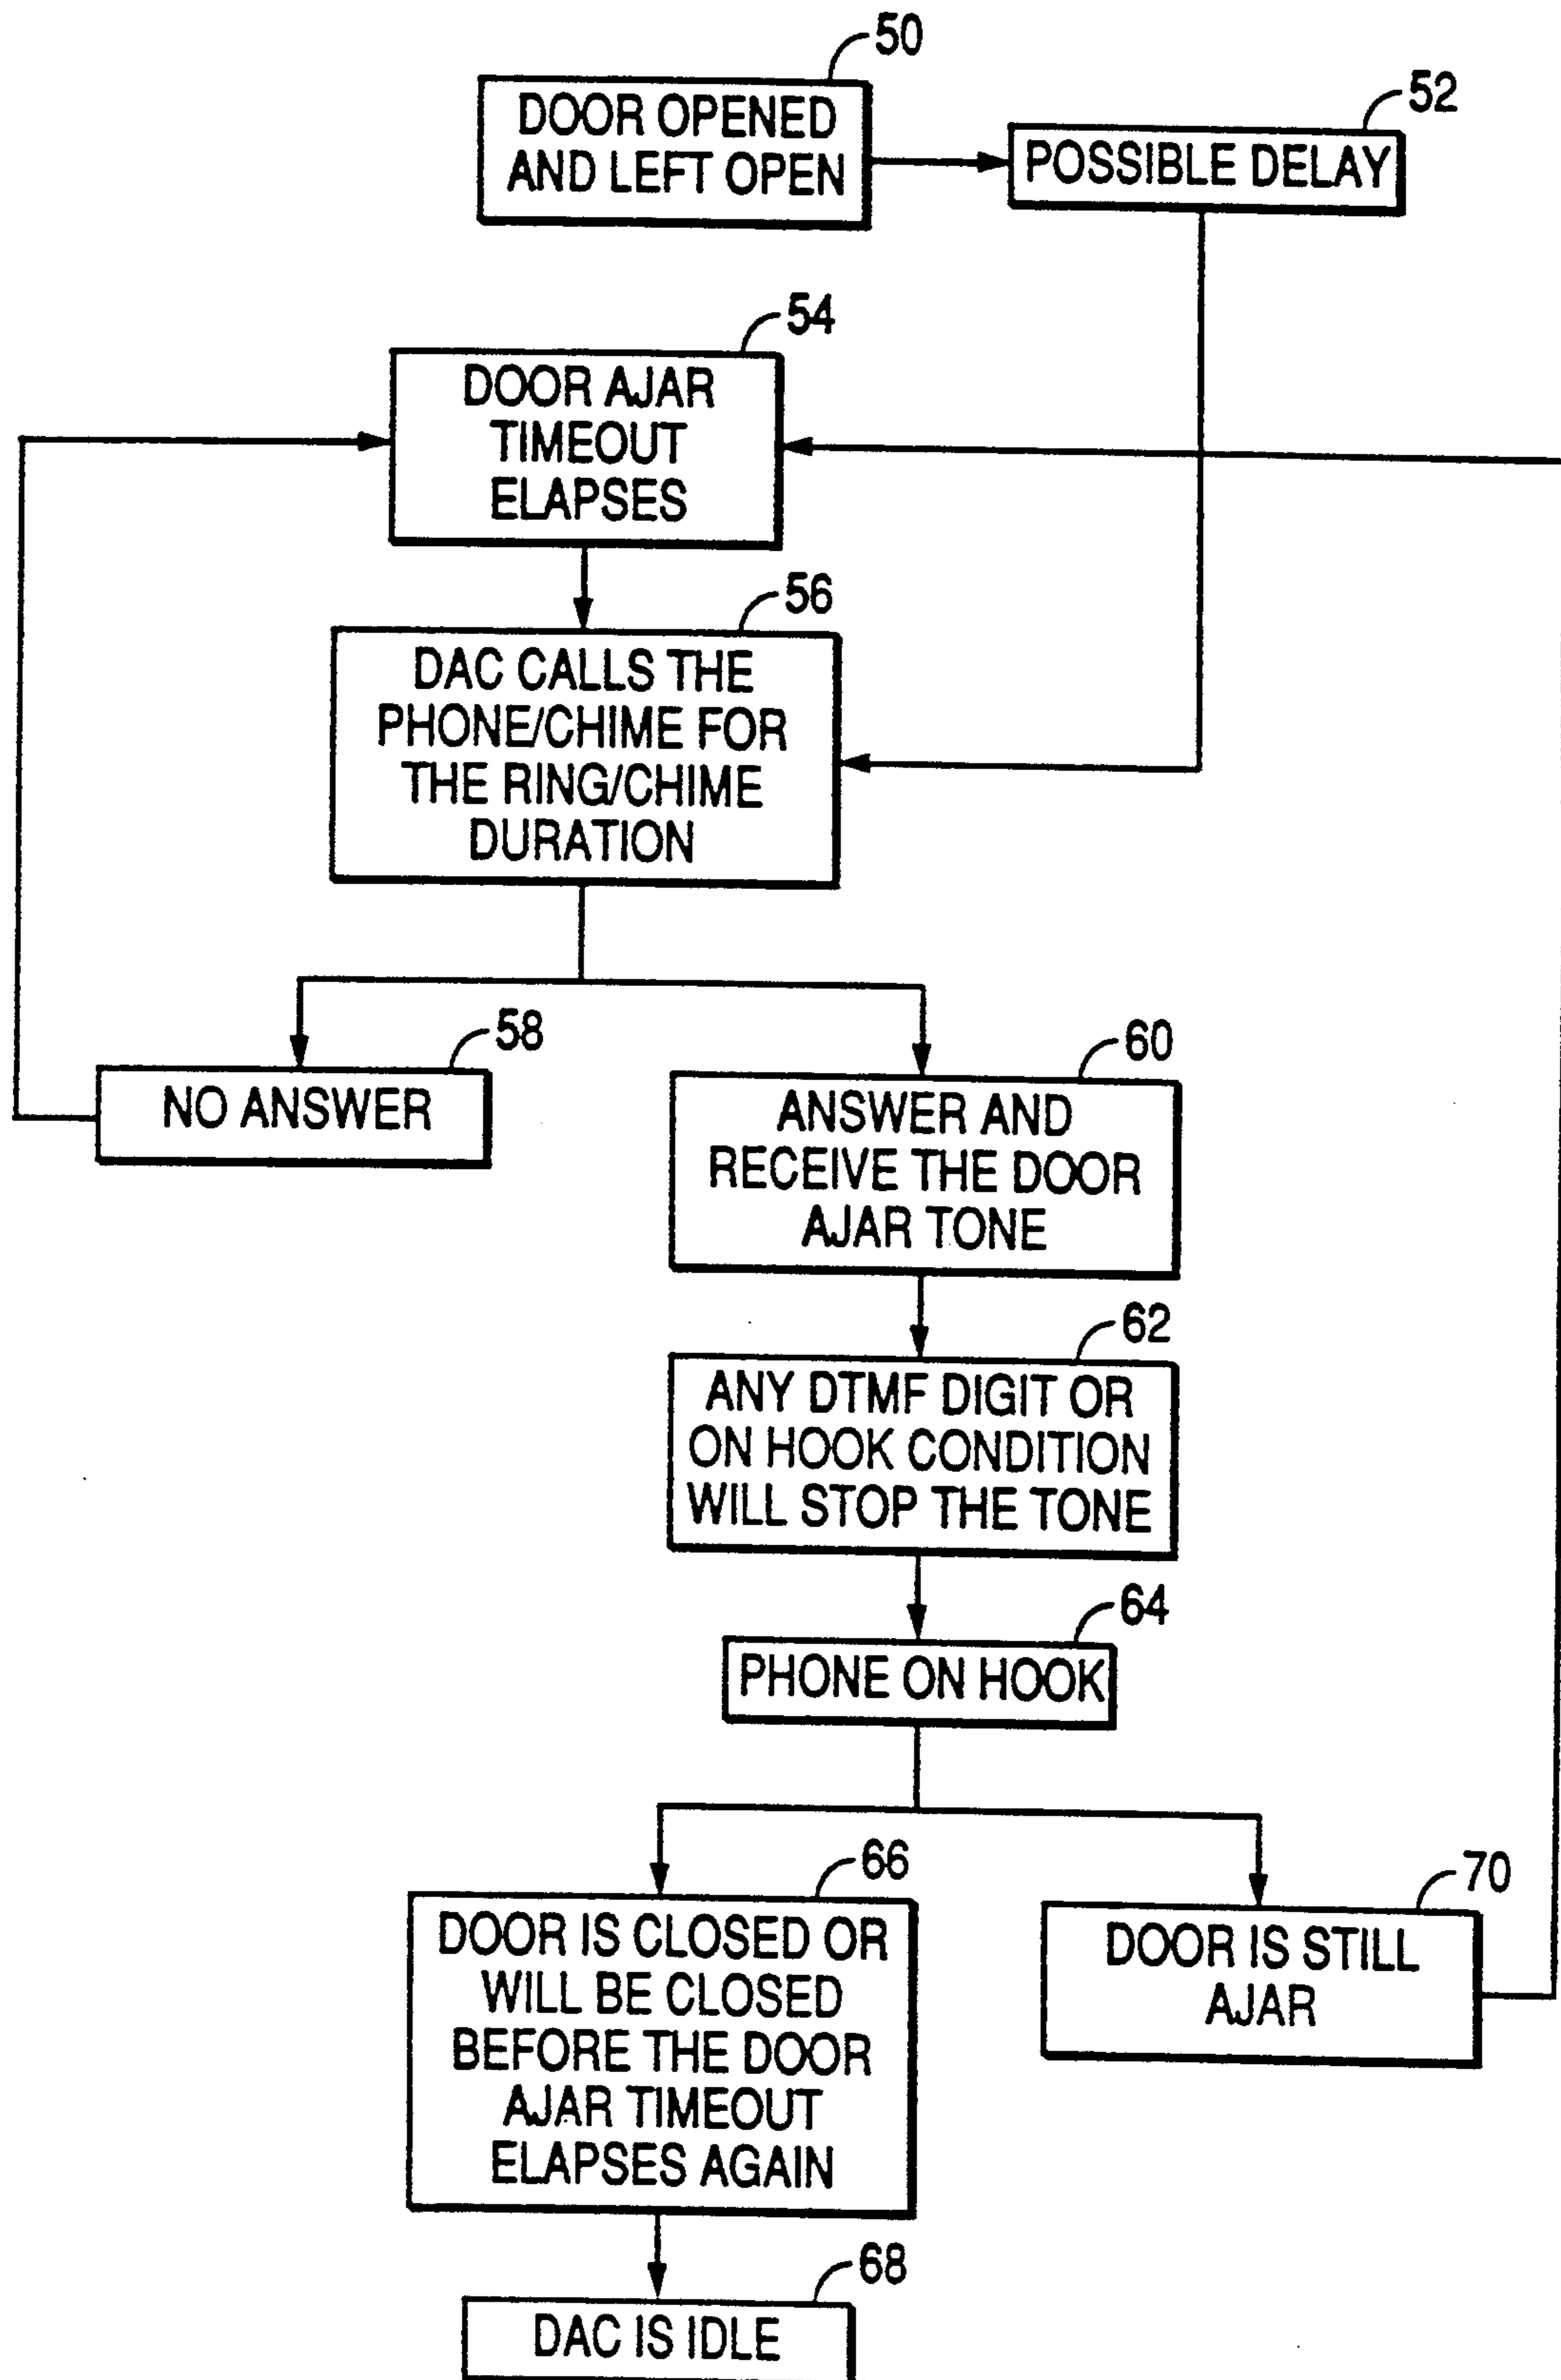 50
DOOR OPENED
AND LEFT OPEN
52
POSSIBLE DELAY
54
DOOR AJAR
TIMEOUT
ELAPSES
56
DAC CALLS THE
PHONE/CHIME FOR
THE RING/CHIME
DURATION
58
NO ANSWER
60
ANSWER AND
RECEIVE THE DOOR
AJAR TONE
62
ANY DTMF DIGIT OR
ON HOOK CONDITION
WILL STOP THE TONE
64
PHONE ON HOOK
66
DOOR IS CLOSED OR
WILL BE CLOSED
BEFORE THE DOOR
AJAR TIMEOUT
ELAPSES AGAIN
70
DOOR IS STILL
AJAR
68
DAC IS IDLE